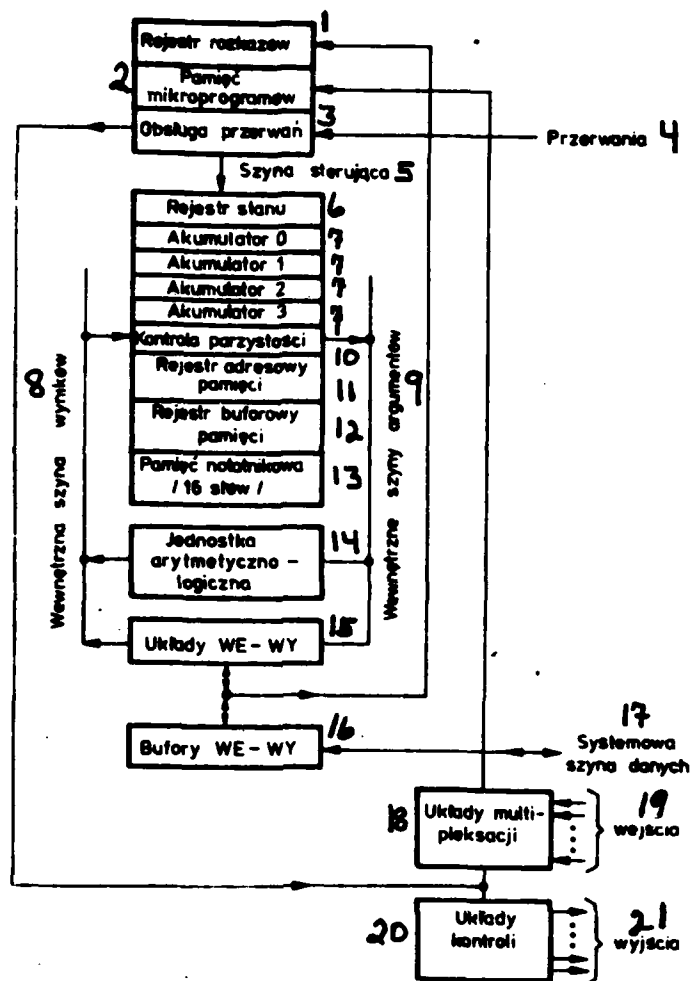 1
Rejestr rozkazów
2 Pamięć
mikroprogramów
3
Obsługa przerwań
Przerwania 4
Szyna sterująca 5
Rejestr stanu 6
Akumulator 0 7
Akumulator 1 7
Akumulator 2 7
Akumulator 3 7
Kontrola parzystości
10
Rejestr adresowy
pamięci 11
Rejestr buforowy
pamięci 12
Pamięć notatnikowa
/ 16 słów / 13
8 Wewnętrzna szyna wyników
9 Wewnętrzne szyny argumentów
Jednostka 14
arytmetyczno –
logiczna
Układy WE – WY 15
Bufory WE – WY 16
17
Systemowa
szyna danych
18 Układy multi-
pleksacji
19
wejścia
20 Układy
kontroli
21
wyjścia